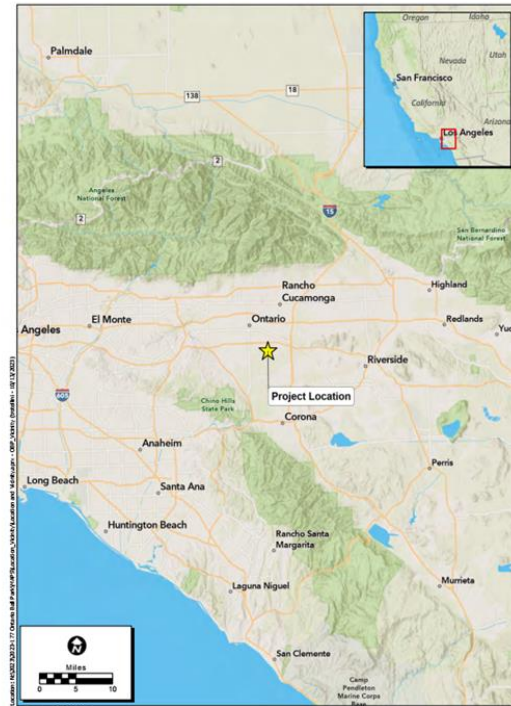 Palmdale
138
18
Oregon
Idaho
Nevada
Utah
San Francisco
California
Arizona
Los Angeles
2
Angeles
National Forest
2
15
San Bernardino
National Forest
Rancho
Cucamonga
Highland
El Monte
Ontario
Redlands
s Angeles
Yuc
Riverside
605
Chino Hills
State Park
Project Location
Corona
Anaheim
Perris
Long Beach
Santa Ana
Huntington Beach
Rancho Santa
Margarita
Laguna Niguel
Murrieta
San Clemente
Camp
Pendleton
Marine Corps
Base
N
Miles
0 5 10